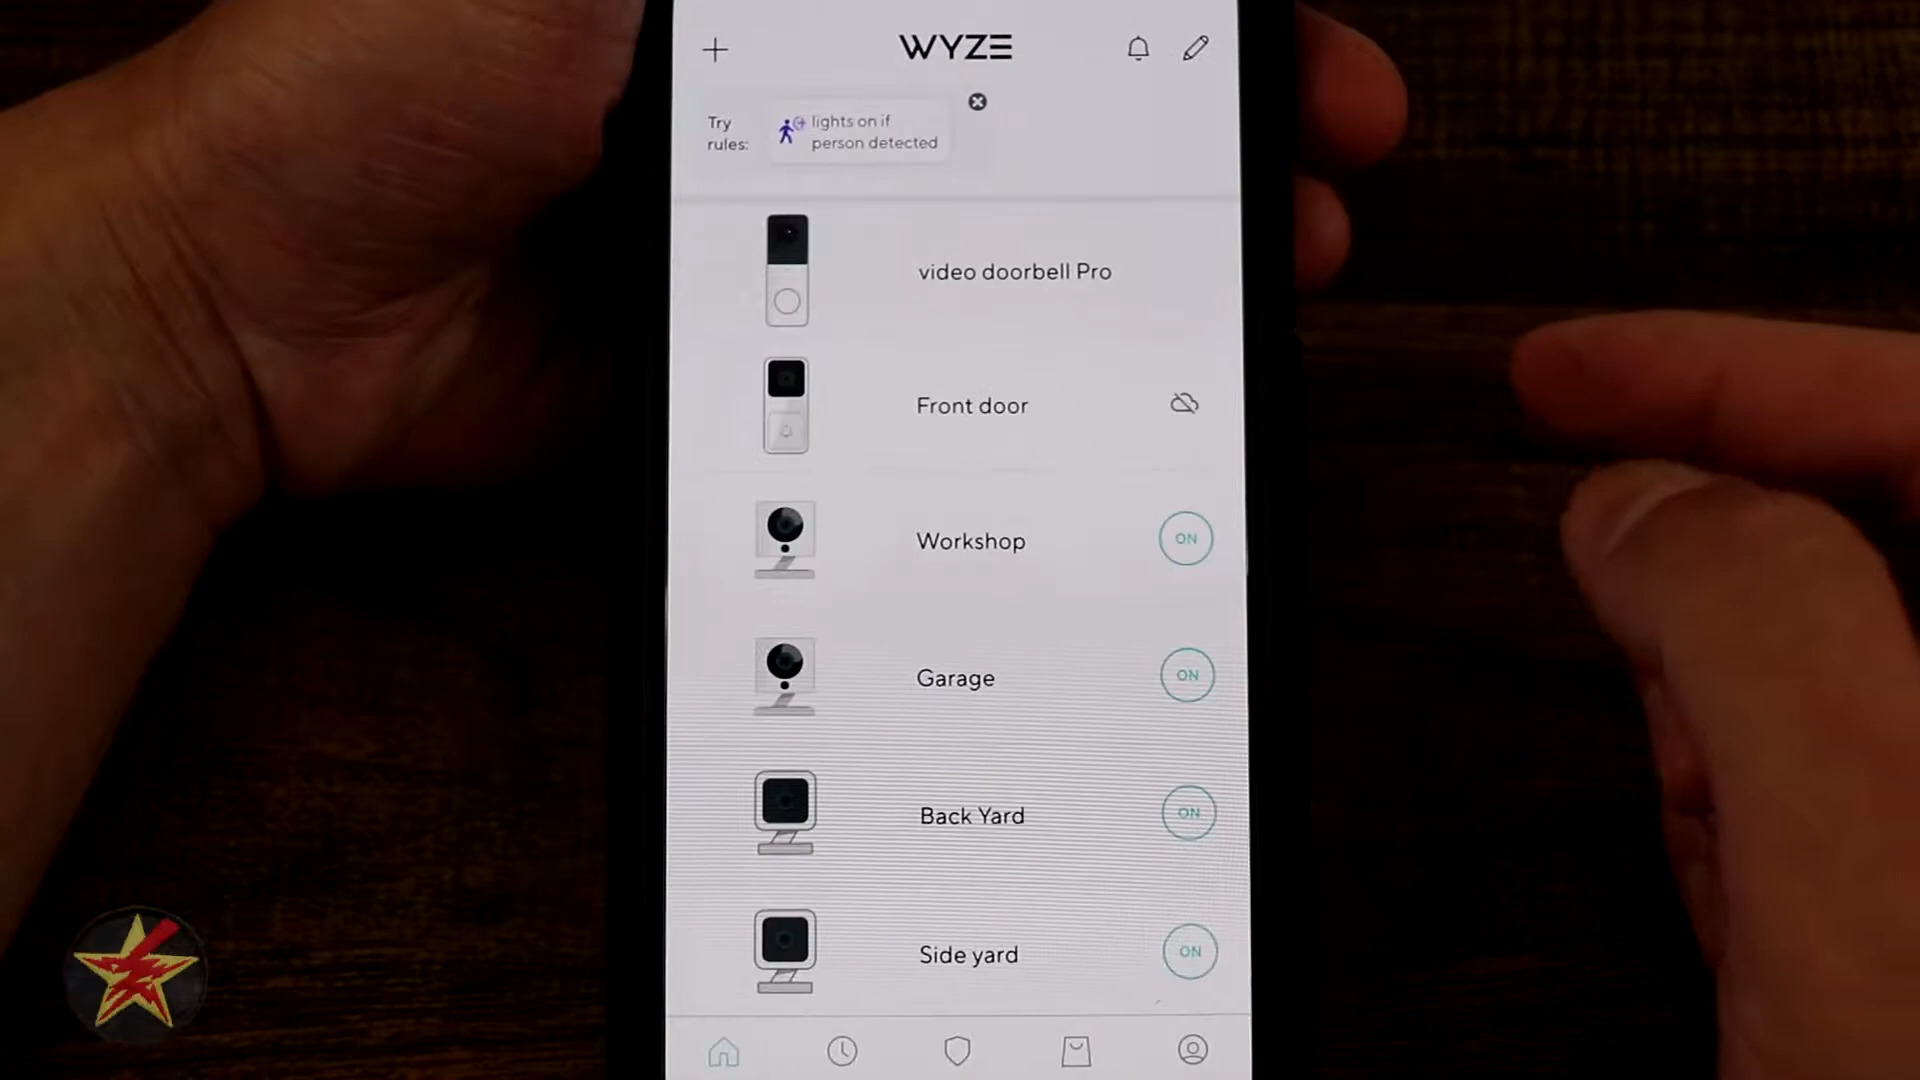 WYZE
Try
rules:
lights on if
person detected
video doorbell Pro
Front door
Workshop
ON
Garage
ON
Back Yard
ON
Side yard
ON